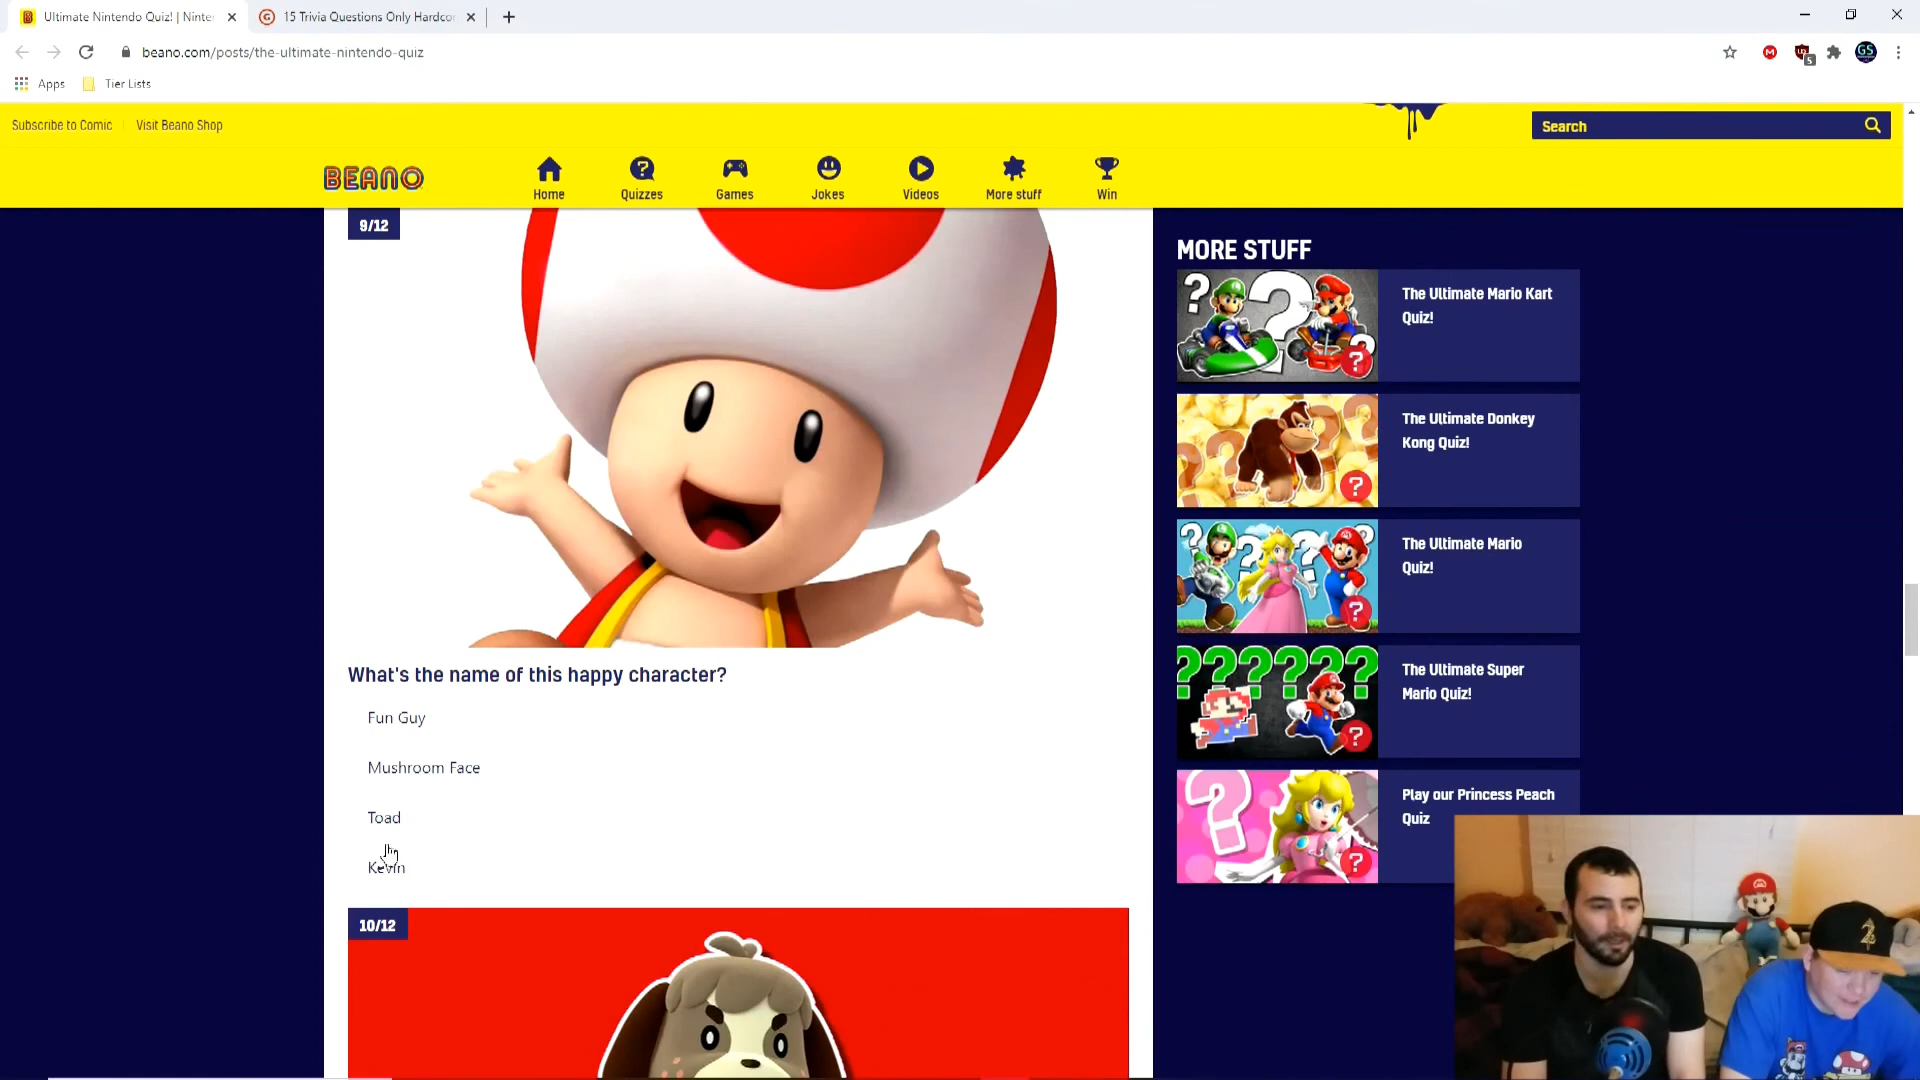 Ultimate Nintendo Quiz! | Ninte
15 Trivia Questions Only Hardcor
beano.com/posts/the-ultimate-nintendo-quiz
GS
5
Apps
Tier Lists
Subscribe to Comic
Visit Beano Shop
Search
BEANO
Home
Quizzes
Games
Jokes
Videos
More stuff
Win
9/12
MORE STUFF
The Ultimate Mario Kart
Quiz!
The Ultimate Donkey
Kong Quiz!
The Ultimate Mario
Quiz!
The Ultimate Super
Mario Quiz!
Play our Princess Peach
Quiz
What's the name of this happy character?
Fun Guy
Mushroom Face
Toad
Kevin
10/12